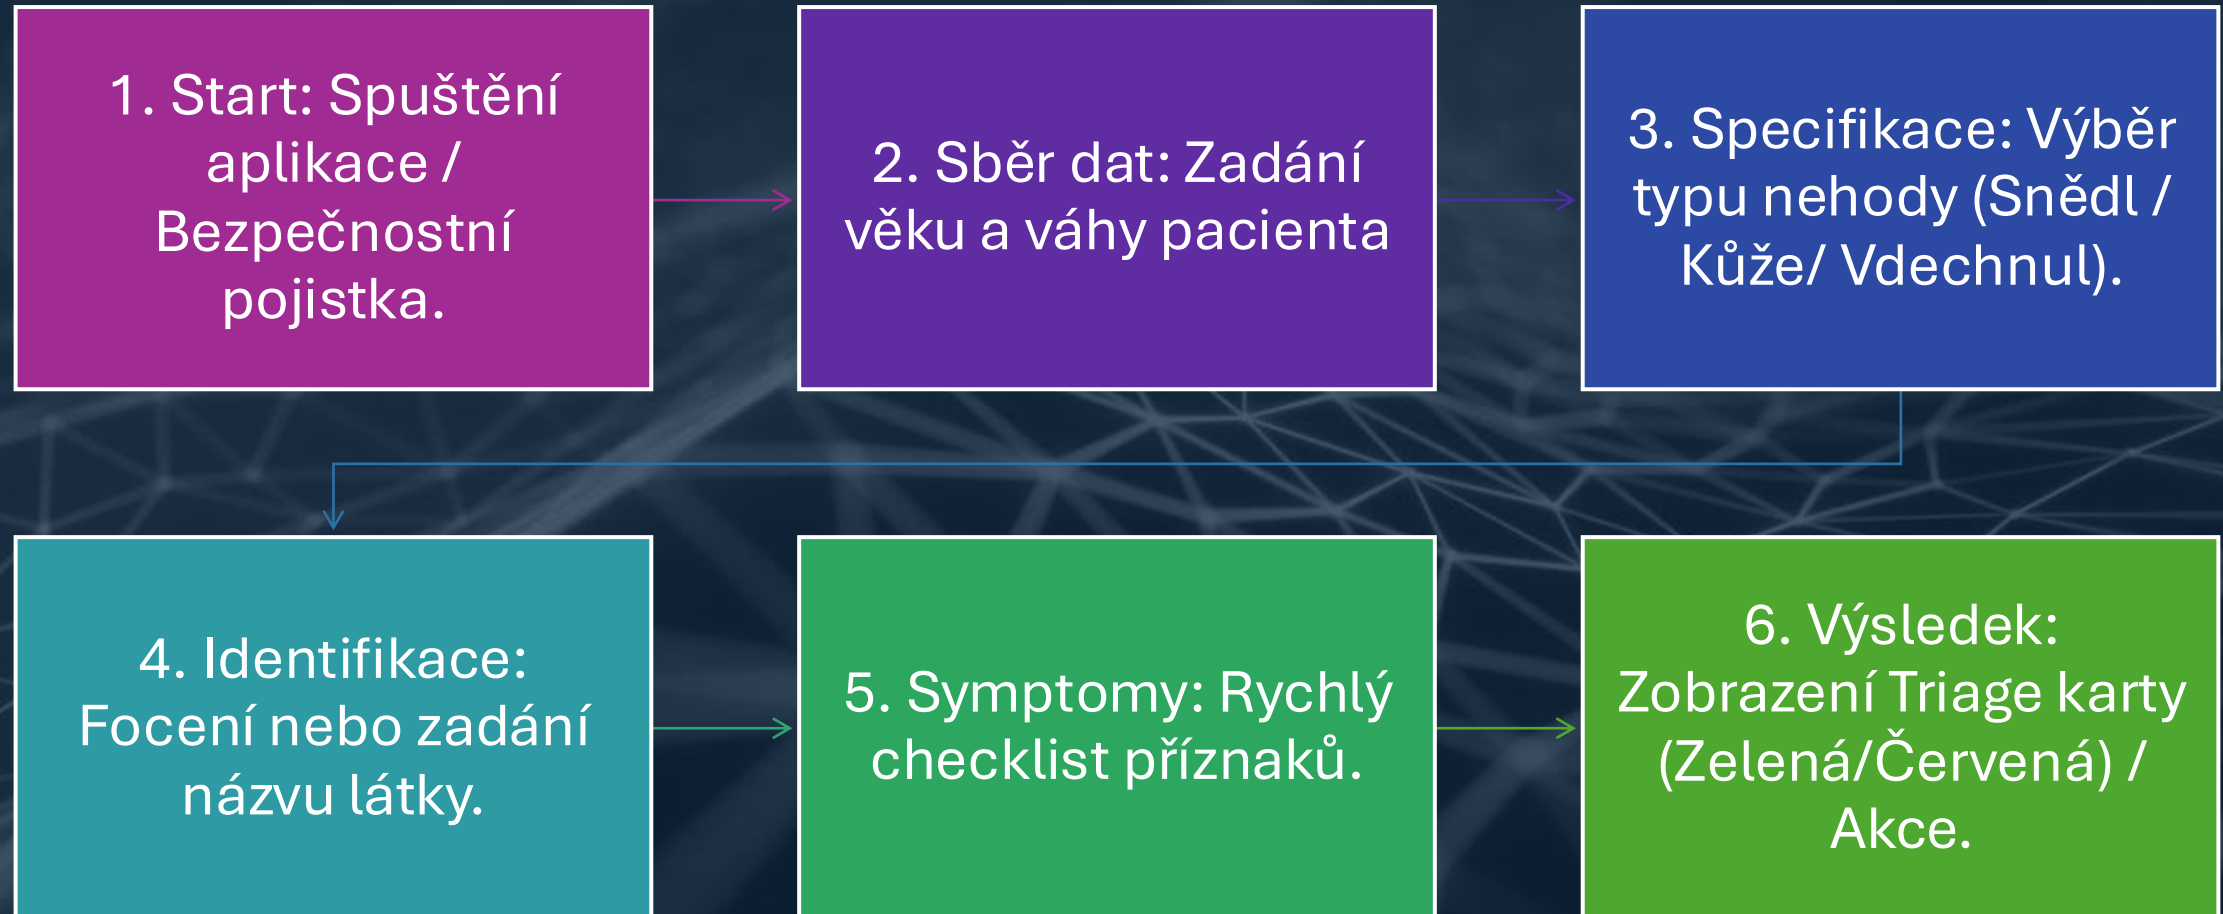 1. Start: Spuštění
aplikace /
Bezpečnostní
pojistka.
2. Sběr dat: Zadání
věku a váhy pacienta
3. Specifikace: Výběr
typu nehody (Snědl /
Kůže/ Vdechnul).
4. Identifikace:
Focení nebo zadání
názvu látky.
5. Symptomy: Rychlý
checklist příznaků.
6. Výsledek:
Zobrazení Triage karty
(Zelená/Červená) /
Akce.